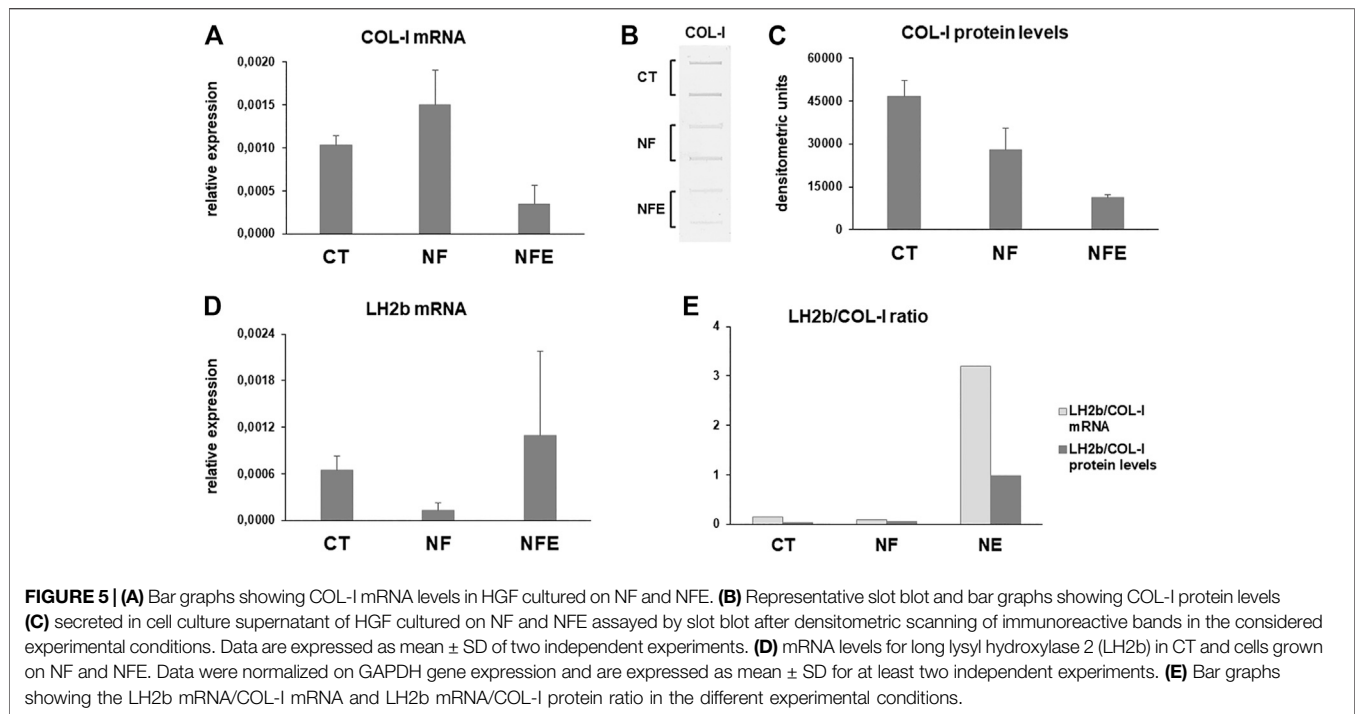 A
COL-I mRNA
relative expression
0,0020
0,0015
0,0010
0,0005
0,0000
CT NF NFE
B
COL-I
CT
NF
NFE
C
COL-I protein levels
densitometric units
60000
45000
30000
15000
0
CT NF NFE
D
LH2b mRNA
relative expression
0,0024
0,0018
0,0012
0,0006
0,0000
CT NF NFE
E
LH2b/COL-I ratio
4
3
2
1
0
CT NF NE
LH2b/COL-I
mRNA
LH2b/COL-I
protein levels
FIGURE 5 | (A) Bar graphs showing COL-I mRNA levels in HGF cultured on NF and NFE. (B) Representative slot blot and bar graphs showing COL-I protein levels
(C) secreted in cell culture supernatant of HGF cultured on NF and NFE assayed by slot blot after densitometric scanning of immunoreactive bands in the considered
experimental conditions. Data are expressed as mean ± SD of two independent experiments. (D) mRNA levels for long lysyl hydroxylase 2 (LH2b) in CT and cells grown
on NF and NFE. Data were normalized on GAPDH gene expression and are expressed as mean ± SD for at least two independent experiments. (E) Bar graphs
showing the LH2b mRNA/COL-I mRNA and LH2b mRNA/COL-I protein ratio in the different experimental conditions.